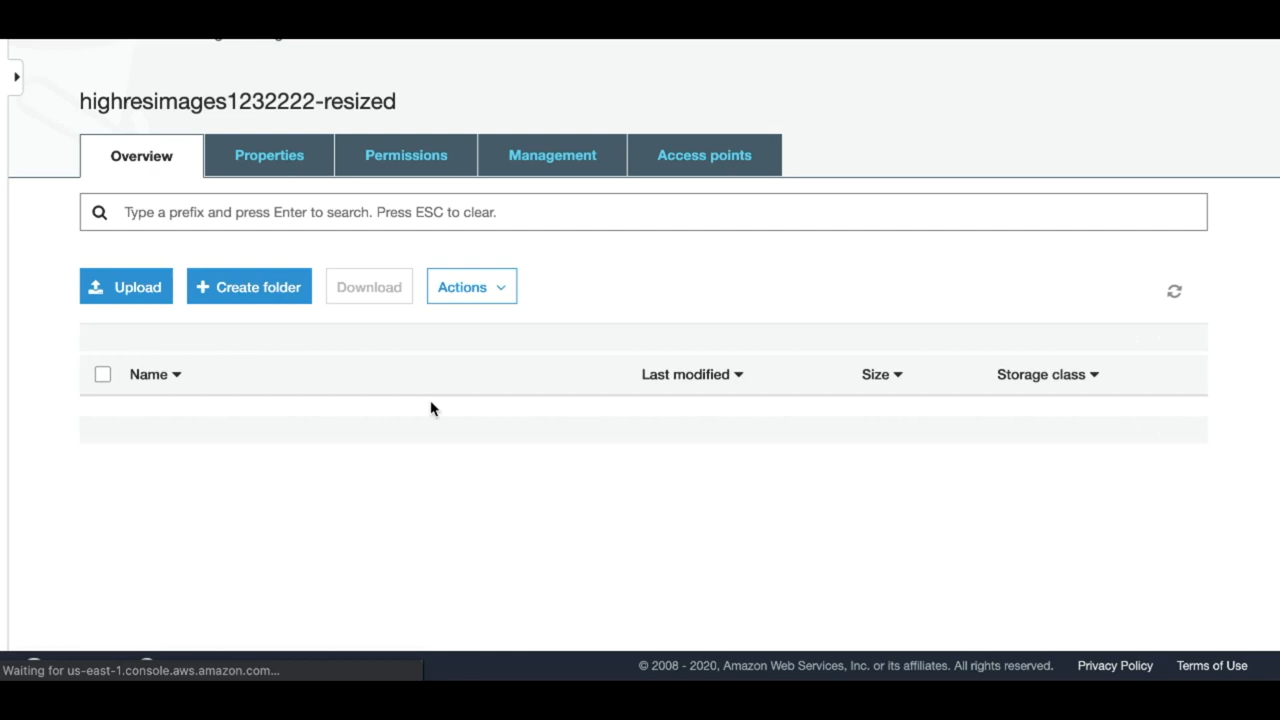 highresimages1232222-resized
Overview Properties Permissions Management Access points
Type a prefix and press Enter to search. Press ESC to clear.
Upload Create folder Download Actions
Name Last modified Size Storage class
Waiting for us-east-1.console.aws.amazon.com...
© 2008 - 2020, Amazon Web Services, Inc. or its affiliates. All rights reserved. Privacy Policy Terms of Use